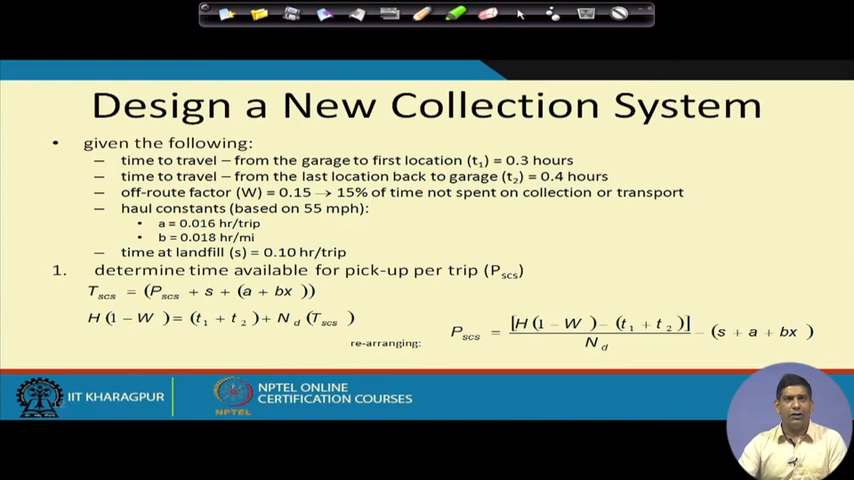 Design a New Collection System
• given the following:
– time to travel – from the garage to first location (t₁) = 0.3 hours
– time to travel – from the last location back to garage (t₂) = 0.4 hours
– off-route factor (W) = 0.15 → 15% of time not spent on collection or transport
– haul constants (based on 55 mph):
• a = 0.016 hr/trip
• b = 0.018 hr/mi
– time at landfill (s) = 0.10 hr/trip
1. determine time available for pick-up per trip (Pscs)
Tscs = (Pscs + s + (a + bx))
H(1 – W) = (t₁ + t₂) + Nd(Tscs)
re-arranging: Pscs = [H(1 – W) – (t₁ + t₂)] / Nd – (s + a + bx)
IIT KHARAGPUR
NPTEL
NPTEL ONLINE
CERTIFICATION COURSES